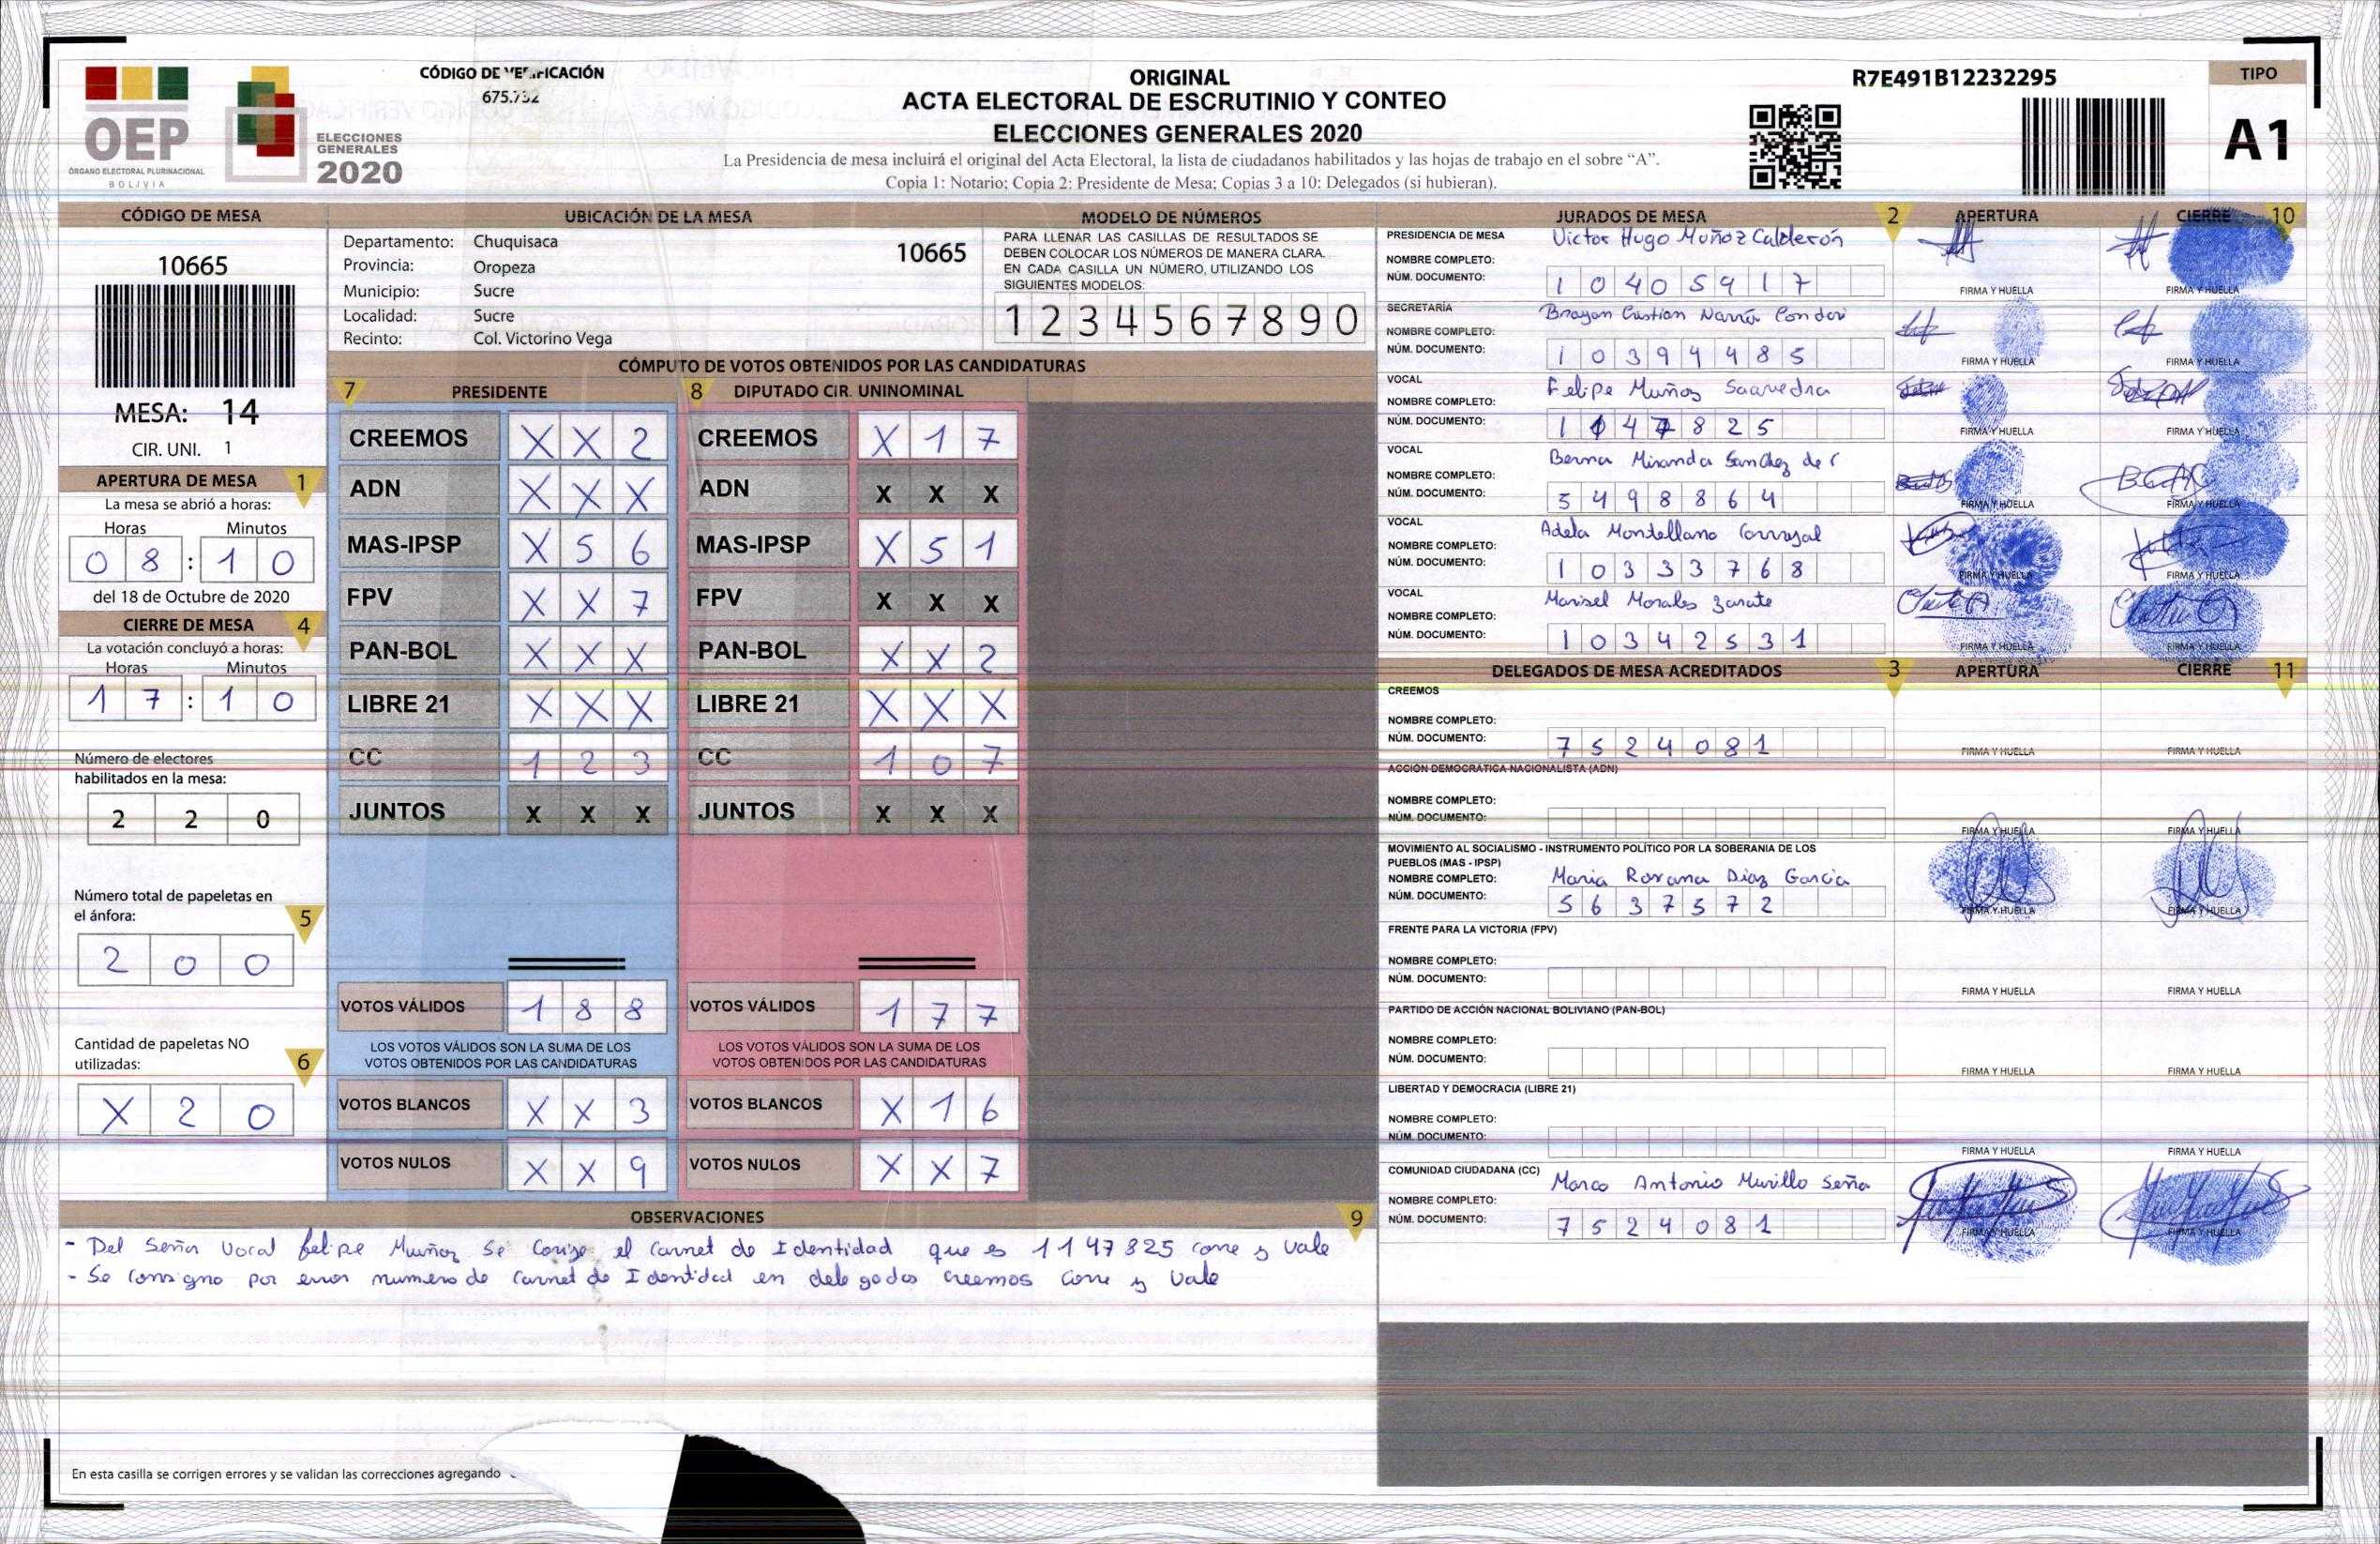 CÓDIGO DE VERIFICACIÓN
675.732
ORIGINAL
ACTA ELECTORAL DE ESCRUTINIO Y CONTEO
ELECCIONES GENERALES 2020
La Presidencia de mesa incluirá el original del Acta Electoral, la lista de ciudadanos habilitados y las hojas de trabajo en el sobre “A”.
Copia 1: Notario; Copia 2: Presidente de Mesa; Copias 3 a 10: Delegados (si hubieran).
R7E491B12232295
TIPO
A1
OEP
ÓRGANO ELECTORAL PLURINACIONAL
BOLIVIA
ELECCIONES
GENERALES
2020
CÓDIGO DE MESA
10665
MESA: 14
CIR. UNI. 1
APERTURA DE MESA 1
La mesa se abrió a horas:
Horas Minutos
0 8 : 1 0
del 18 de Octubre de 2020
CIERRE DE MESA 4
La votación concluyó a horas:
Horas Minutos
1 7 : 1 0
Número de electores
habilitados en la mesa:
2 2 0
Número total de papeletas en
el ánfora: 5
2 0 0
Cantidad de papeletas NO
utilizadas: 6
X 2 0
UBICACIÓN DE LA MESA
Departamento: Chuquisaca
Provincia: Oropeza
Municipio: Sucre
Localidad: Sucre
Recinto: Col. Victorino Vega
10665
MODELO DE NÚMEROS
PARA LLENAR LAS CASILLAS DE RESULTADOS SE
DEBEN COLOCAR LOS NÚMEROS DE MANERA CLARA.
EN CADA CASILLA UN NÚMERO, UTILIZANDO LOS
SIGUIENTES MODELOS:
1 2 3 4 5 6 7 8 9 0
CÓMPUTO DE VOTOS OBTENIDOS POR LAS CANDIDATURAS
7 PRESIDENTE
CREEMOS X X 2
ADN X X X
MAS-IPSP X 5 6
FPV X X 7
PAN-BOL X X X
LIBRE 21 X X X
CC 1 2 3
JUNTOS X X X
VOTOS VÁLIDOS 1 8 8
LOS VOTOS VÁLIDOS SON LA SUMA DE LOS
VOTOS OBTENIDOS POR LAS CANDIDATURAS
VOTOS BLANCOS X X 3
VOTOS NULOS X X 9
8 DIPUTADO CIR. UNINOMINAL
CREEMOS X 1 7
ADN X X X
MAS-IPSP X 5 1
FPV X X X
PAN-BOL X X 2
LIBRE 21 X X X
CC 1 0 7
JUNTOS X X X
VOTOS VÁLIDOS 1 7 7
LOS VOTOS VÁLIDOS SON LA SUMA DE LOS
VOTOS OBTENIDOS POR LAS CANDIDATURAS
VOTOS BLANCOS X 1 6
VOTOS NULOS X X 7
OBSERVACIONES 9
- Del Señor Vocal felipe Muñoz se Corige el Carnet de Identidad que es 1147825 corre y vale
- Se consigno por error numero de Carnet de Identidad en delegados creemos corre y vale
En esta casilla se corrigen errores y se validan las correcciones agregando
JURADOS DE MESA 2 APERTURA CIERRE 10
PRESIDENCIA DE MESA
NOMBRE COMPLETO: Victor Hugo Muñoz Calderón
NÚM. DOCUMENTO: 1 0 4 0 5 9 1 7
FIRMA Y HUELLA FIRMA Y HUELLA
SECRETARÍA
NOMBRE COMPLETO: Brayan Cristian
NÚM. DOCUMENTO: 1 0 3 9 4 4 8 5
FIRMA Y HUELLA FIRMA Y HUELLA
VOCAL
NOMBRE COMPLETO: Felipe Muñoz Saavedra
NÚM. DOCUMENTO: 1 1 4 7 8 2 5
FIRMA Y HUELLA FIRMA Y HUELLA
VOCAL
NOMBRE COMPLETO: Berna Miranda Sanchez de C
NÚM. DOCUMENTO: 5 4 9 8 8 6 4
FIRMA Y HUELLA FIRMA Y HUELLA
VOCAL
NOMBRE COMPLETO: Adela Montellano Carvajal
NÚM. DOCUMENTO: 1 0 3 3 3 7 6 8
FIRMA Y HUELLA FIRMA Y HUELLA
VOCAL
NOMBRE COMPLETO: Marisel Morales Zarate
NÚM. DOCUMENTO: 1 0 3 4 2 5 3 1
FIRMA Y HUELLA FIRMA Y HUELLA
DELEGADOS DE MESA ACREDITADOS 3 APERTURA CIERRE 11
CREEMOS
NOMBRE COMPLETO:
NÚM. DOCUMENTO: 7 5 2 4 0 8 1
FIRMA Y HUELLA FIRMA Y HUELLA
ACCIÓN DEMOCRÁTICA NACIONALISTA (ADN)
NOMBRE COMPLETO:
NÚM. DOCUMENTO:
FIRMA Y HUELLA FIRMA Y HUELLA
MOVIMIENTO AL SOCIALISMO - INSTRUMENTO POLÍTICO POR LA SOBERANIA DE LOS
PUEBLOS (MAS - IPSP)
NOMBRE COMPLETO: Maria Roxana Diaz Garcia
NÚM. DOCUMENTO: 5 6 3 7 5 7 2
FIRMA Y HUELLA FIRMA Y HUELLA
FRENTE PARA LA VICTORIA (FPV)
NOMBRE COMPLETO:
NÚM. DOCUMENTO:
FIRMA Y HUELLA FIRMA Y HUELLA
PARTIDO DE ACCIÓN NACIONAL BOLIVIANO (PAN-BOL)
NOMBRE COMPLETO:
NÚM. DOCUMENTO:
FIRMA Y HUELLA FIRMA Y HUELLA
LIBERTAD Y DEMOCRACIA (LIBRE 21)
NOMBRE COMPLETO:
NÚM. DOCUMENTO:
FIRMA Y HUELLA FIRMA Y HUELLA
COMUNIDAD CIUDADANA (CC)
NOMBRE COMPLETO: Marco Antonio Murillo Seña
NÚM. DOCUMENTO: 7 5 2 4 0 8 1
FIRMA Y HUELLA FIRMA Y HUELLA